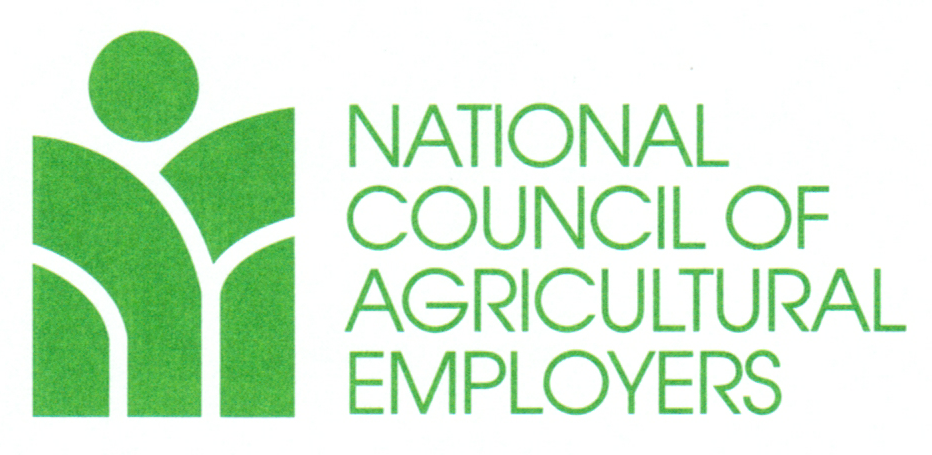 NATIONAL
COUNCIL OF
AGRICULTURAL
EMPLOYERS